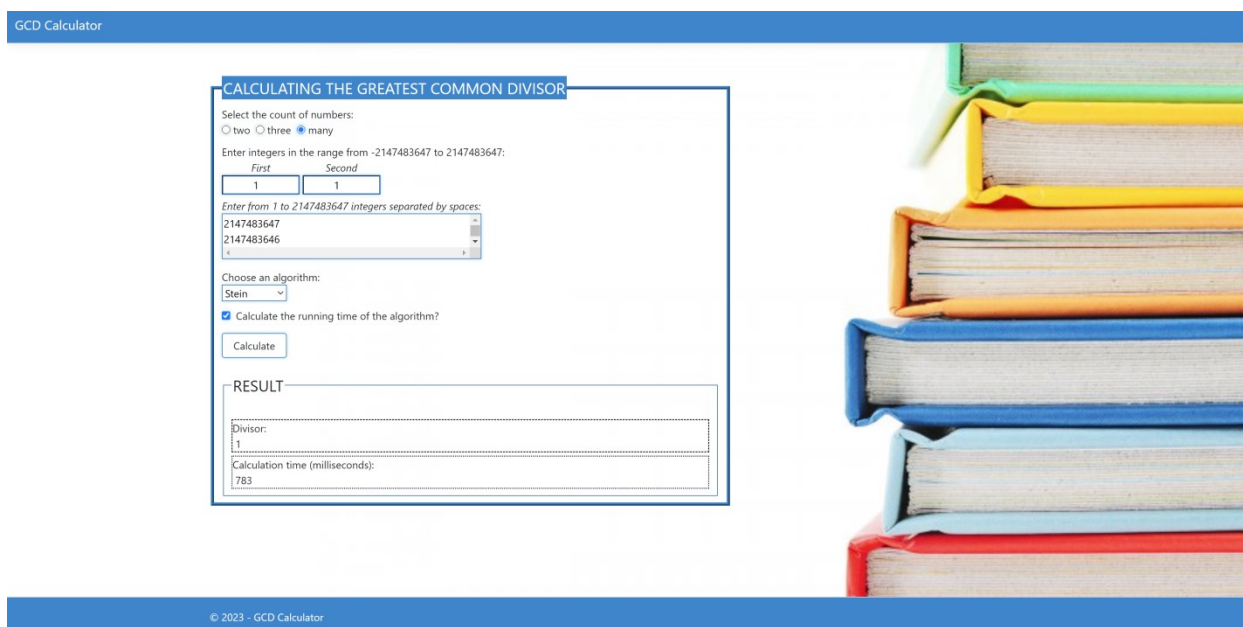 GCD Calculator
CALCULATING THE GREATEST COMMON DIVISOR
Select the count of numbers:
two three many
Enter integers in the range from -2147483647 to 2147483647:
First Second
1 1
Enter from 1 to 2147483647 integers separated by spaces:
2147483647
2147483646
Choose an algorithm:
Stein
Calculate the running time of the algorithm?
Calculate
RESULT
Divisor:
1
Calculation time (milliseconds):
783
© 2023 - GCD Calculator